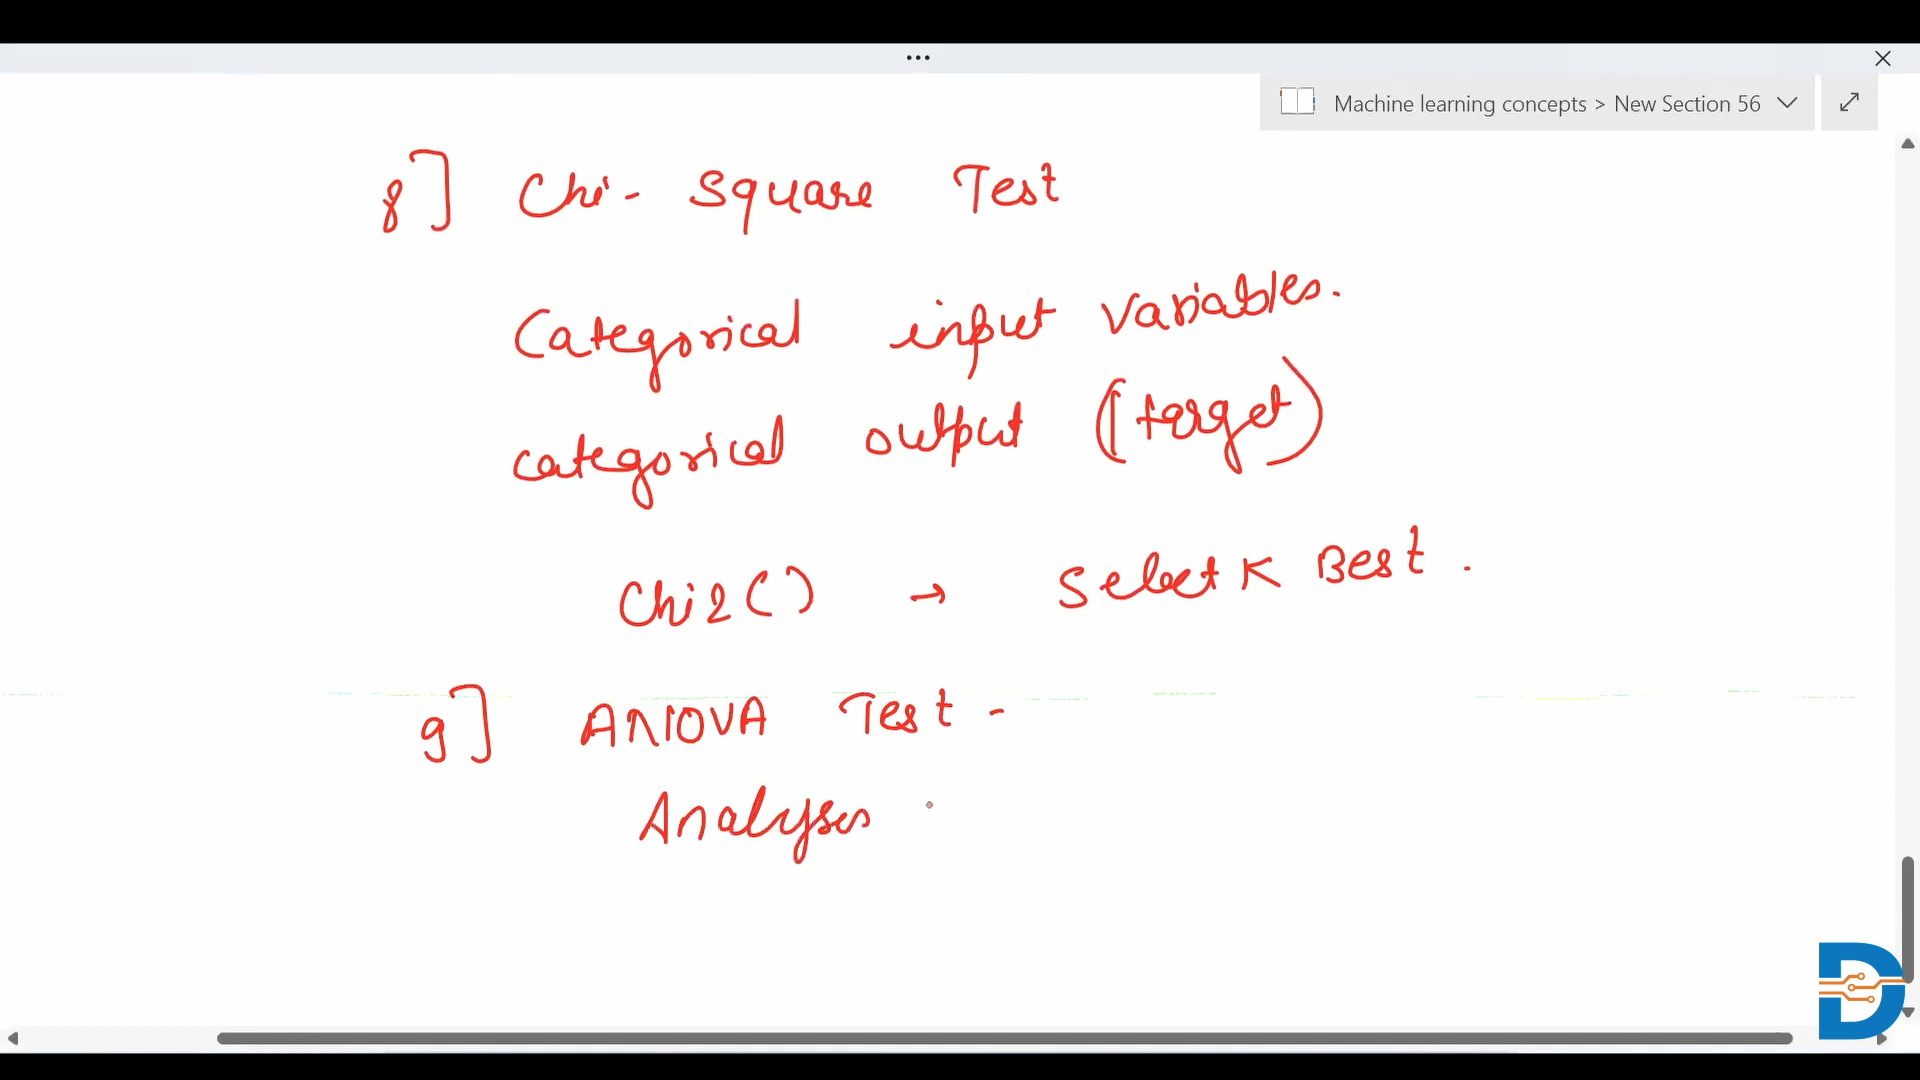 Machine learning concepts > New Section 56
8] Chi-Square Test
Categorical input variables.
categorical output (target)
Chi2() → Select K Best.
9] ANOVA Test -
Analyses